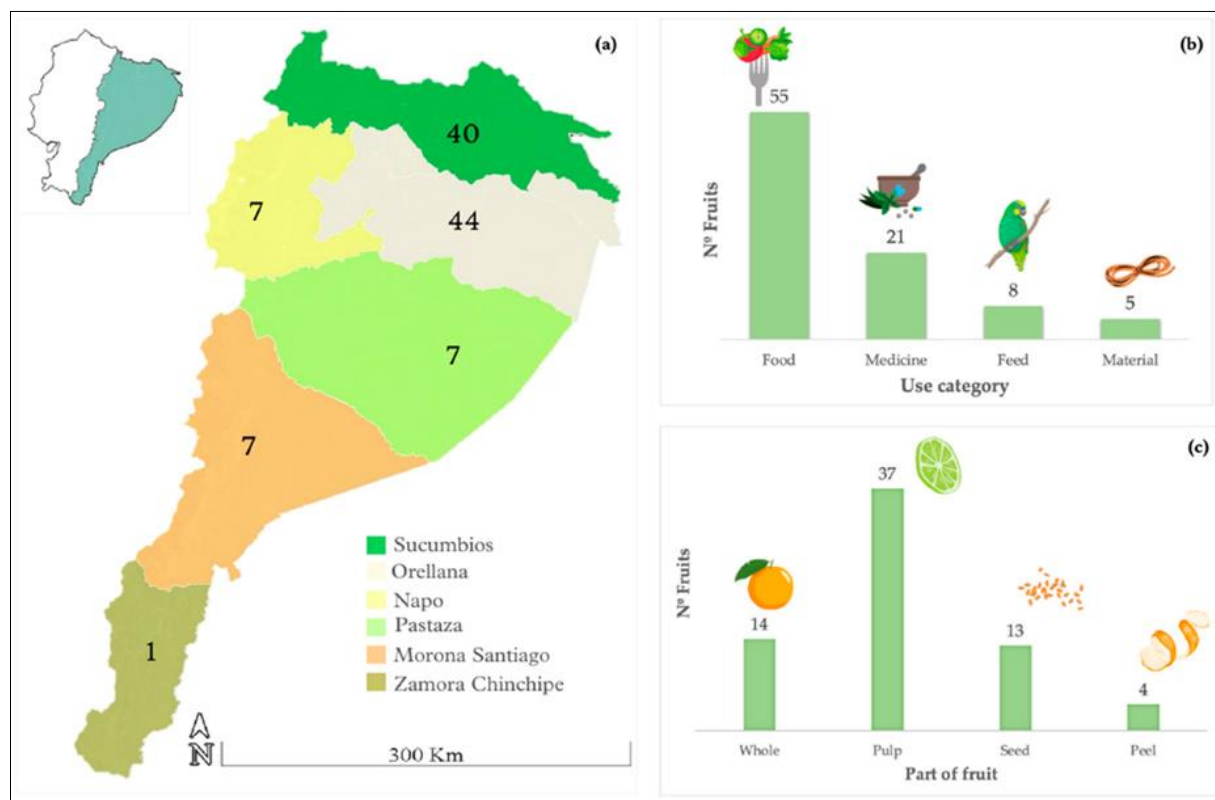 (a)
40
7
44
7
7
1
Sucumbios
Orellana
Napo
Pastaza
Morona Santiago
Zamora Chinchipe
N
300 Km
(b)
Nº Fruits
55
21
8
5
Food Medicine Feed Material
Use category
(c)
Nº Fruits
37
14
13
4
Whole Pulp Seed Peel
Part of fruit